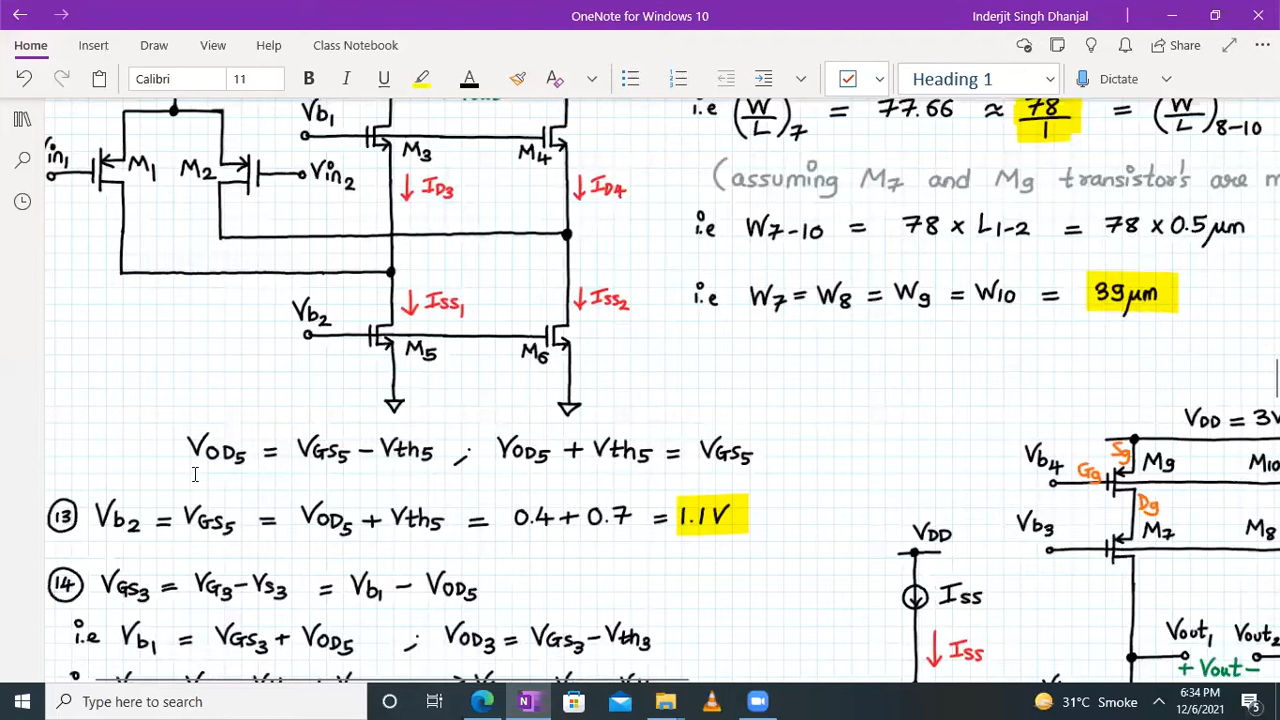 OneNote for Windows 10
Inderjit Singh Dhanjal
Home Insert Draw View Help Class Notebook
Share
Calibri 11 B I U A Heading 1 Dictate
Vb1
M3 M4
in1 M1 M2 Vin2
ID3 ID4
Vb2 Iss1 Iss2
M5 M6
i.e (W/L)7 = 77.66 ≈ 78/1 = (W/L)8-10
(assuming M7 and M9 transistor's are m
i.e W7-10 = 78 × L1-2 = 78 × 0.5μm
i.e W7 = W8 = W9 = W10 = 39μm
VOD5 = VGS5 - Vth5 ; VOD5 + Vth5 = VGS5
13 Vb2 = VGS5 = VOD5 + Vth5 = 0.4 + 0.7 = 1.1V
14 VGS3 = VG3 - VS3 = Vb1 - VOD5
i.e Vb1 = VGS3 + VOD5 ; VOD3 = VGS3 - Vth3
VDD = 3V
Vb4 G9 S9 M9 M10
D9
Vb3 M7 M8
VDD
Iss
Iss
Vout1 Vout2
+ Vout -
Type here to search
31°C Smoke
6:34 PM
12/6/2021
5